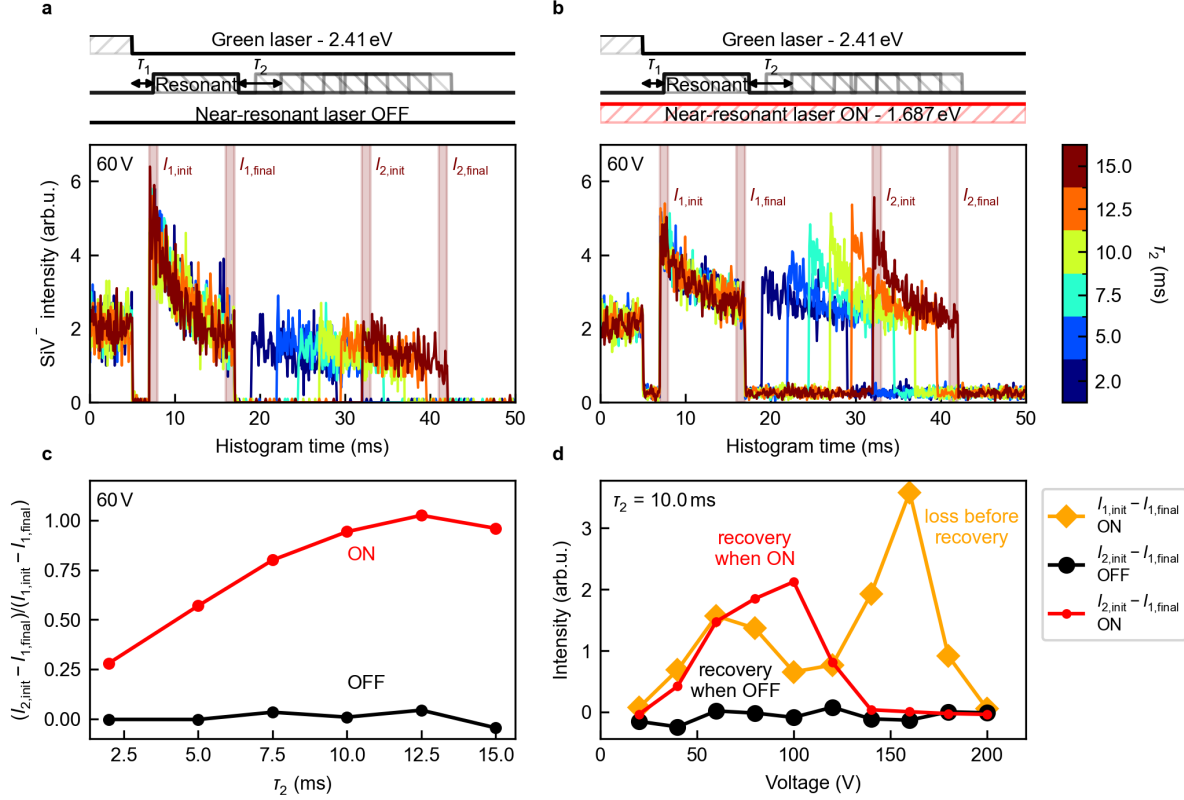 a
Green laser - 2.41 eV
τ1
τ2
Resonant
Near-resonant laser OFF
60 V
I1,init
I1,final
I2,init
I2,final
6
4
2
0
SiV− intensity (arb.u.)
0
10
20
30
40
50
Histogram time (ms)
b
Green laser - 2.41 eV
τ1
τ2
Resonant
Near-resonant laser ON - 1.687 eV
60 V
I1,init
I1,final
I2,init
I2,final
6
4
2
0
0
10
20
30
40
50
Histogram time (ms)
15.0
12.5
10.0
7.5
5.0
2.0
τ2 (ms)
c
60 V
1.00
0.75
0.50
0.25
0.00
(I2,init − I1,final)/(I1,init − I1,final)
ON
OFF
2.5
5.0
7.5
10.0
12.5
15.0
τ2 (ms)
d
τ2 = 10.0 ms
loss before
recovery
recovery
when ON
recovery
when OFF
3
2
1
0
Intensity (arb.u.)
0
50
100
150
200
Voltage (V)
I1,init − I1,final
ON
I2,init − I1,final
OFF
I2,init − I1,final
ON